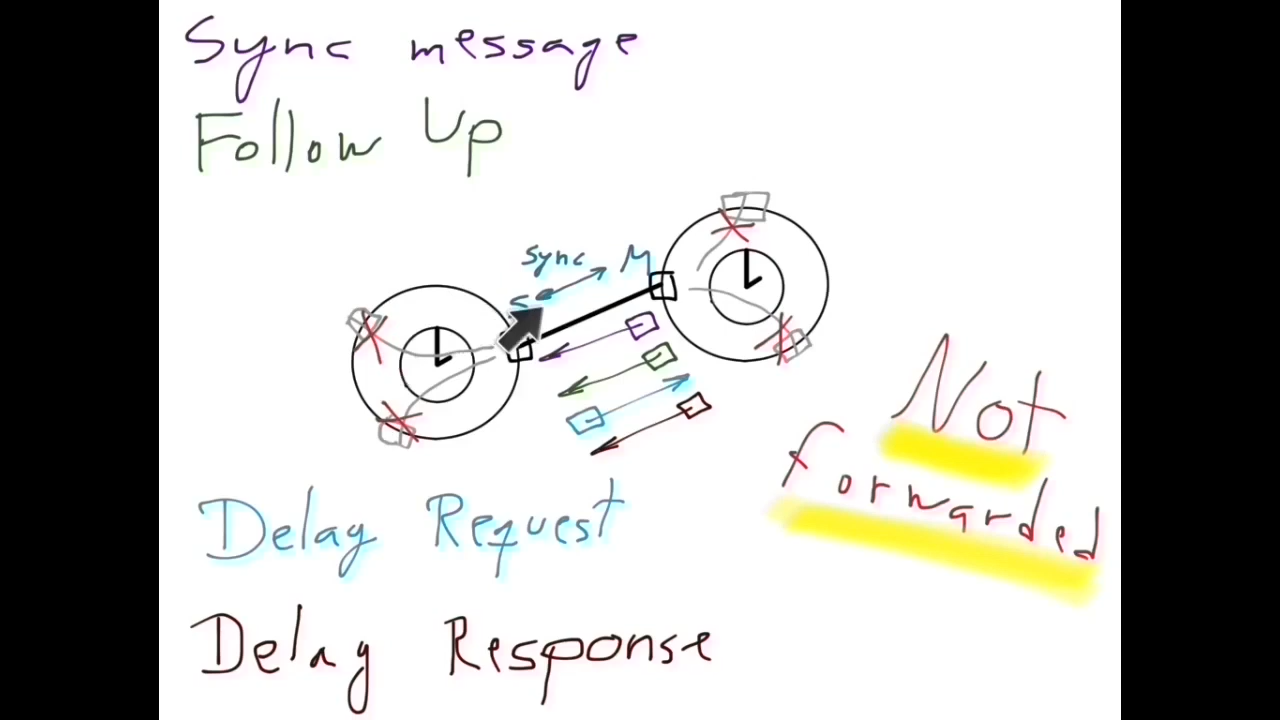 Sync message
Follow Up
Sync
M
S
Not
forwarded
Delay Request
Delay Response